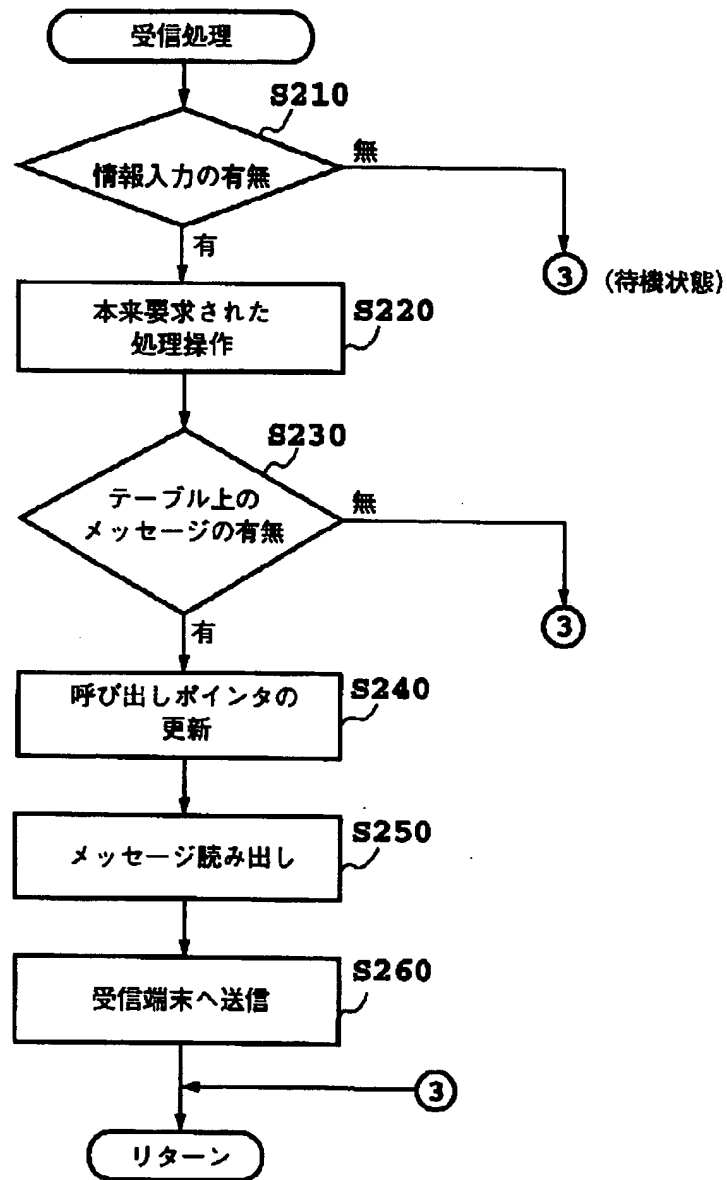 受信処理
S210
情報入力の有無
無
有
③ (待機状態)
本来要求された
処理操作
S220
S230
テーブル上の
メッセージの有無
無
有
③
呼び出しポインタの
更新
S240
メッセージ読み出し
S250
受信端末へ送信
S260
③
リターン